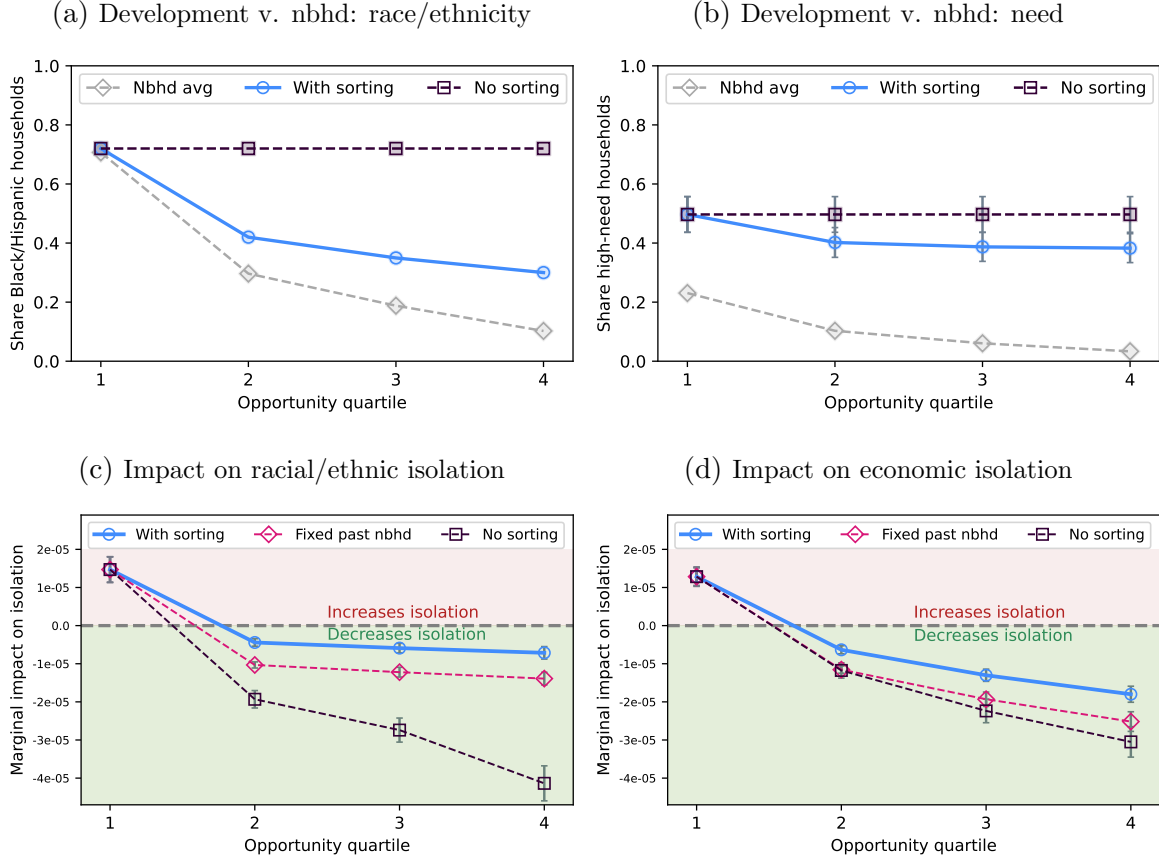 (a) Development v. nbhd: race/ethnicity
1.0
0.8
0.6
0.4
0.2
0.0
Share Black/Hispanic households
Nbhd avg
With sorting
No sorting
1 2 3 4
Opportunity quartile
(b) Development v. nbhd: need
1.0
0.8
0.6
0.4
0.2
0.0
Share high-need households
Nbhd avg
With sorting
No sorting
1 2 3 4
Opportunity quartile
(c) Impact on racial/ethnic isolation
2e-05
1e-05
0.0
-1e-05
-2e-05
-3e-05
-4e-05
Marginal impact on isolation
With sorting
Fixed past nbhd
No sorting
Increases isolation
Decreases isolation
1 2 3 4
Opportunity quartile
(d) Impact on economic isolation
2e-05
1e-05
0.0
-1e-05
-2e-05
-3e-05
-4e-05
Marginal impact on isolation
With sorting
Fixed past nbhd
No sorting
Increases isolation
Decreases isolation
1 2 3 4
Opportunity quartile